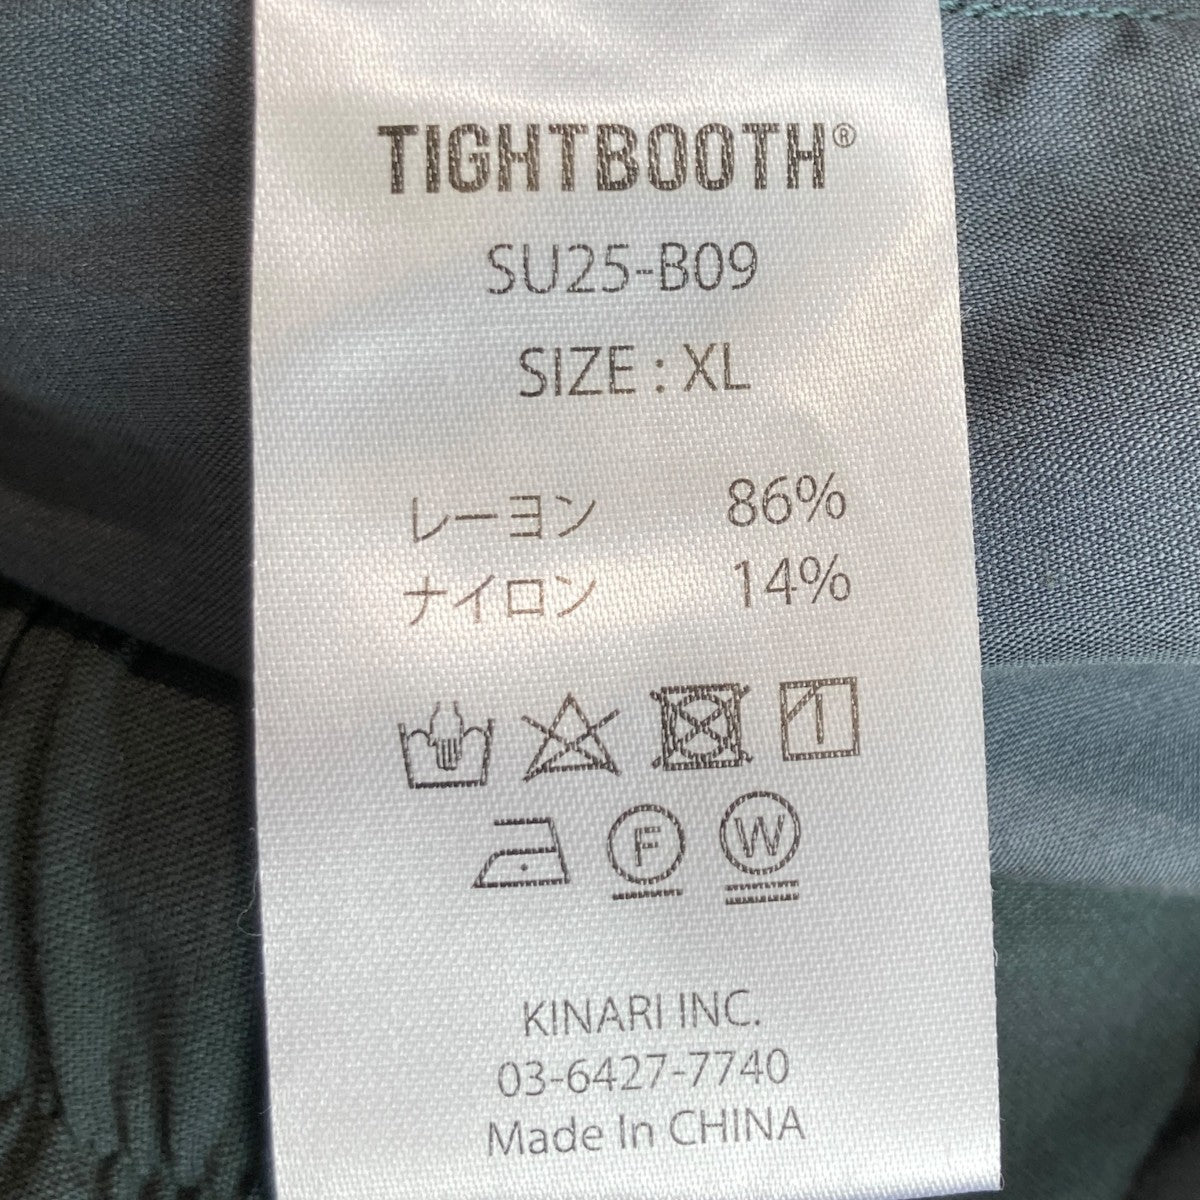 TIGHTBOOTH®
SU25-B09
SIZE : XL
レーヨン 86%
ナイロン 14%
F W
KINARI INC.
03-6427-7740
Made In CHINA